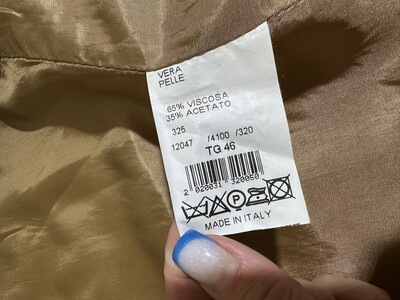 VERA
PELLE
65% VISCOSA
35% ACETATO
325
12047 /4100 /320
TG 46
2 020031 320050
P
MADE IN ITALY